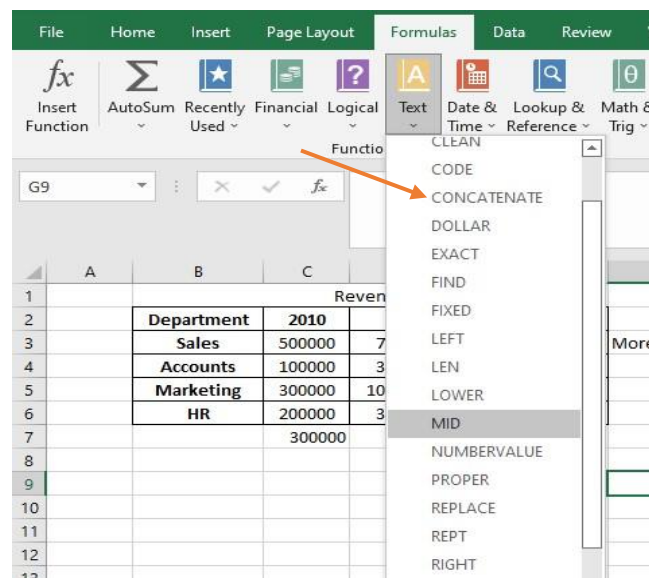 File Home Insert Page Layout Formulas Data Review
fx Σ ? A θ
Insert AutoSum Recently Financial Logical Text Date & Lookup & Math &
Function Used Time Reference Trig
Functio
G9 fx
CLEAN
CODE
CONCATENATE
DOLLAR
EXACT
FIND
FIXED
LEFT
LEN
LOWER
MID
NUMBERVALUE
PROPER
REPLACE
REPT
RIGHT
A B C
1 Reven
2 Department 2010
3 Sales 500000 7 More
4 Accounts 100000 3
5 Marketing 300000 10
6 HR 200000 3
7 300000
8
9
10
11
12
13